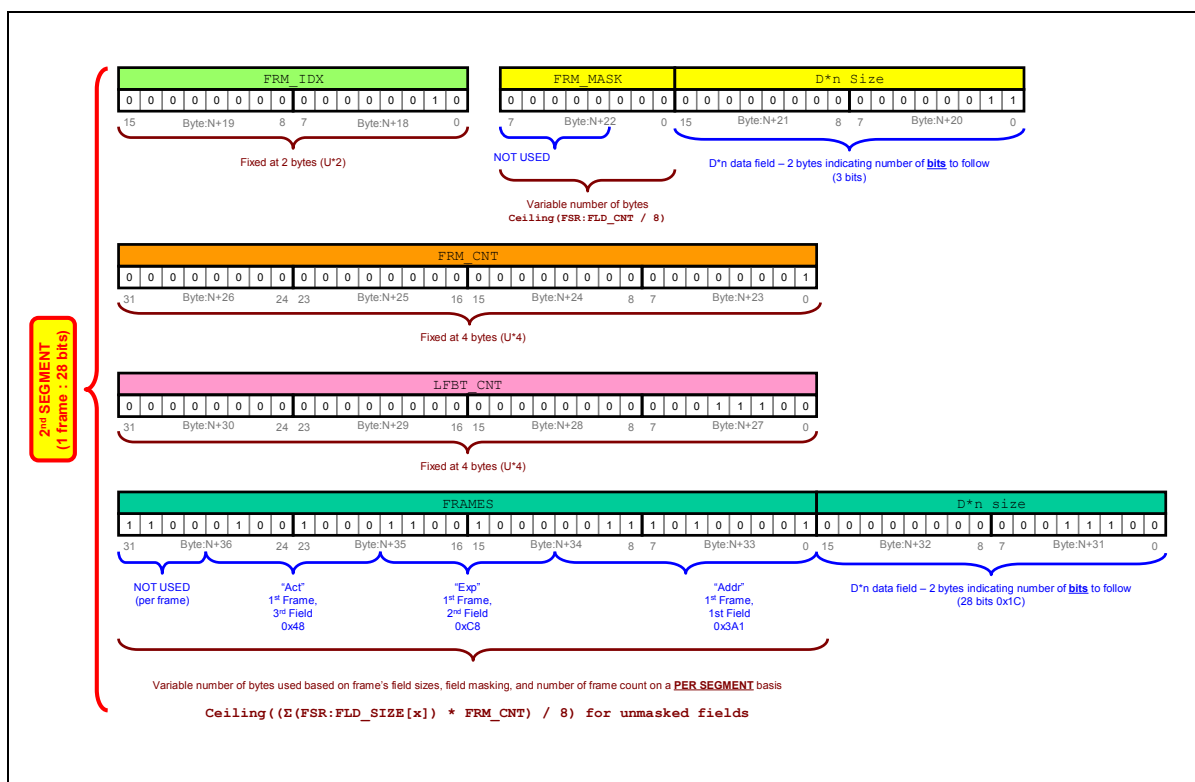 FRM_IDX
0 0 0 0 0 0 0 0 0 0 0 0 0 0 1 0
15 Byte:N+19 8 7 Byte:N+18 0
Fixed at 2 bytes (U*2)
FRM_MASK D*n Size
0 0 0 0 0 0 0 0 0 0 0 0 0 0 0 0 0 0 0 0 0 0 1 1
7 Byte:N+22 0 15 Byte:N+21 8 7 Byte:N+20 0
NOT USED
D*n data field – 2 bytes indicating number of bits to follow
(3 bits)
Variable number of bytes
Ceiling(FSR:FLD_CNT / 8)
FRM_CNT
0 0 0 0 0 0 0 0 0 0 0 0 0 0 0 0 0 0 0 0 0 0 0 0 0 0 0 0 0 0 0 1
31 Byte:N+26 24 23 Byte:N+25 16 15 Byte:N+24 8 7 Byte:N+23 0
Fixed at 4 bytes (U*4)
2nd SEGMENT
(1 frame : 28 bits)
LFBT_CNT
0 0 0 0 0 0 0 0 0 0 0 0 0 0 0 0 0 0 0 0 0 0 0 0 0 0 0 1 1 1 0 0
31 Byte:N+30 24 23 Byte:N+29 16 15 Byte:N+28 8 7 Byte:N+27 0
Fixed at 4 bytes (U*4)
FRAMES D*n size
1 1 0 0 0 1 0 0 1 0 0 0 1 1 0 0 1 0 0 0 0 0 1 1 1 0 1 0 0 0 0 1 0 0 0 0 0 0 0 0 0 0 0 1 1 1 0 0
31 Byte:N+36 24 23 Byte:N+35 16 15 Byte:N+34 8 7 Byte:N+33 0 15 Byte:N+32 8 7 Byte:N+31 0
NOT USED
(per frame)
“Act”
1st Frame,
3rd Field
0x48
“Exp”
1st Frame,
2nd Field
0xC8
“Addr”
1st Frame,
1st Field
0x3A1
D*n data field – 2 bytes indicating number of bits to follow
(28 bits 0x1C)
Variable number of bytes used based on frame’s field sizes, field masking, and number of frame count on a PER SEGMENT basis
Ceiling((Σ(FSR:FLD_SIZE[x]) * FRM_CNT) / 8) for unmasked fields